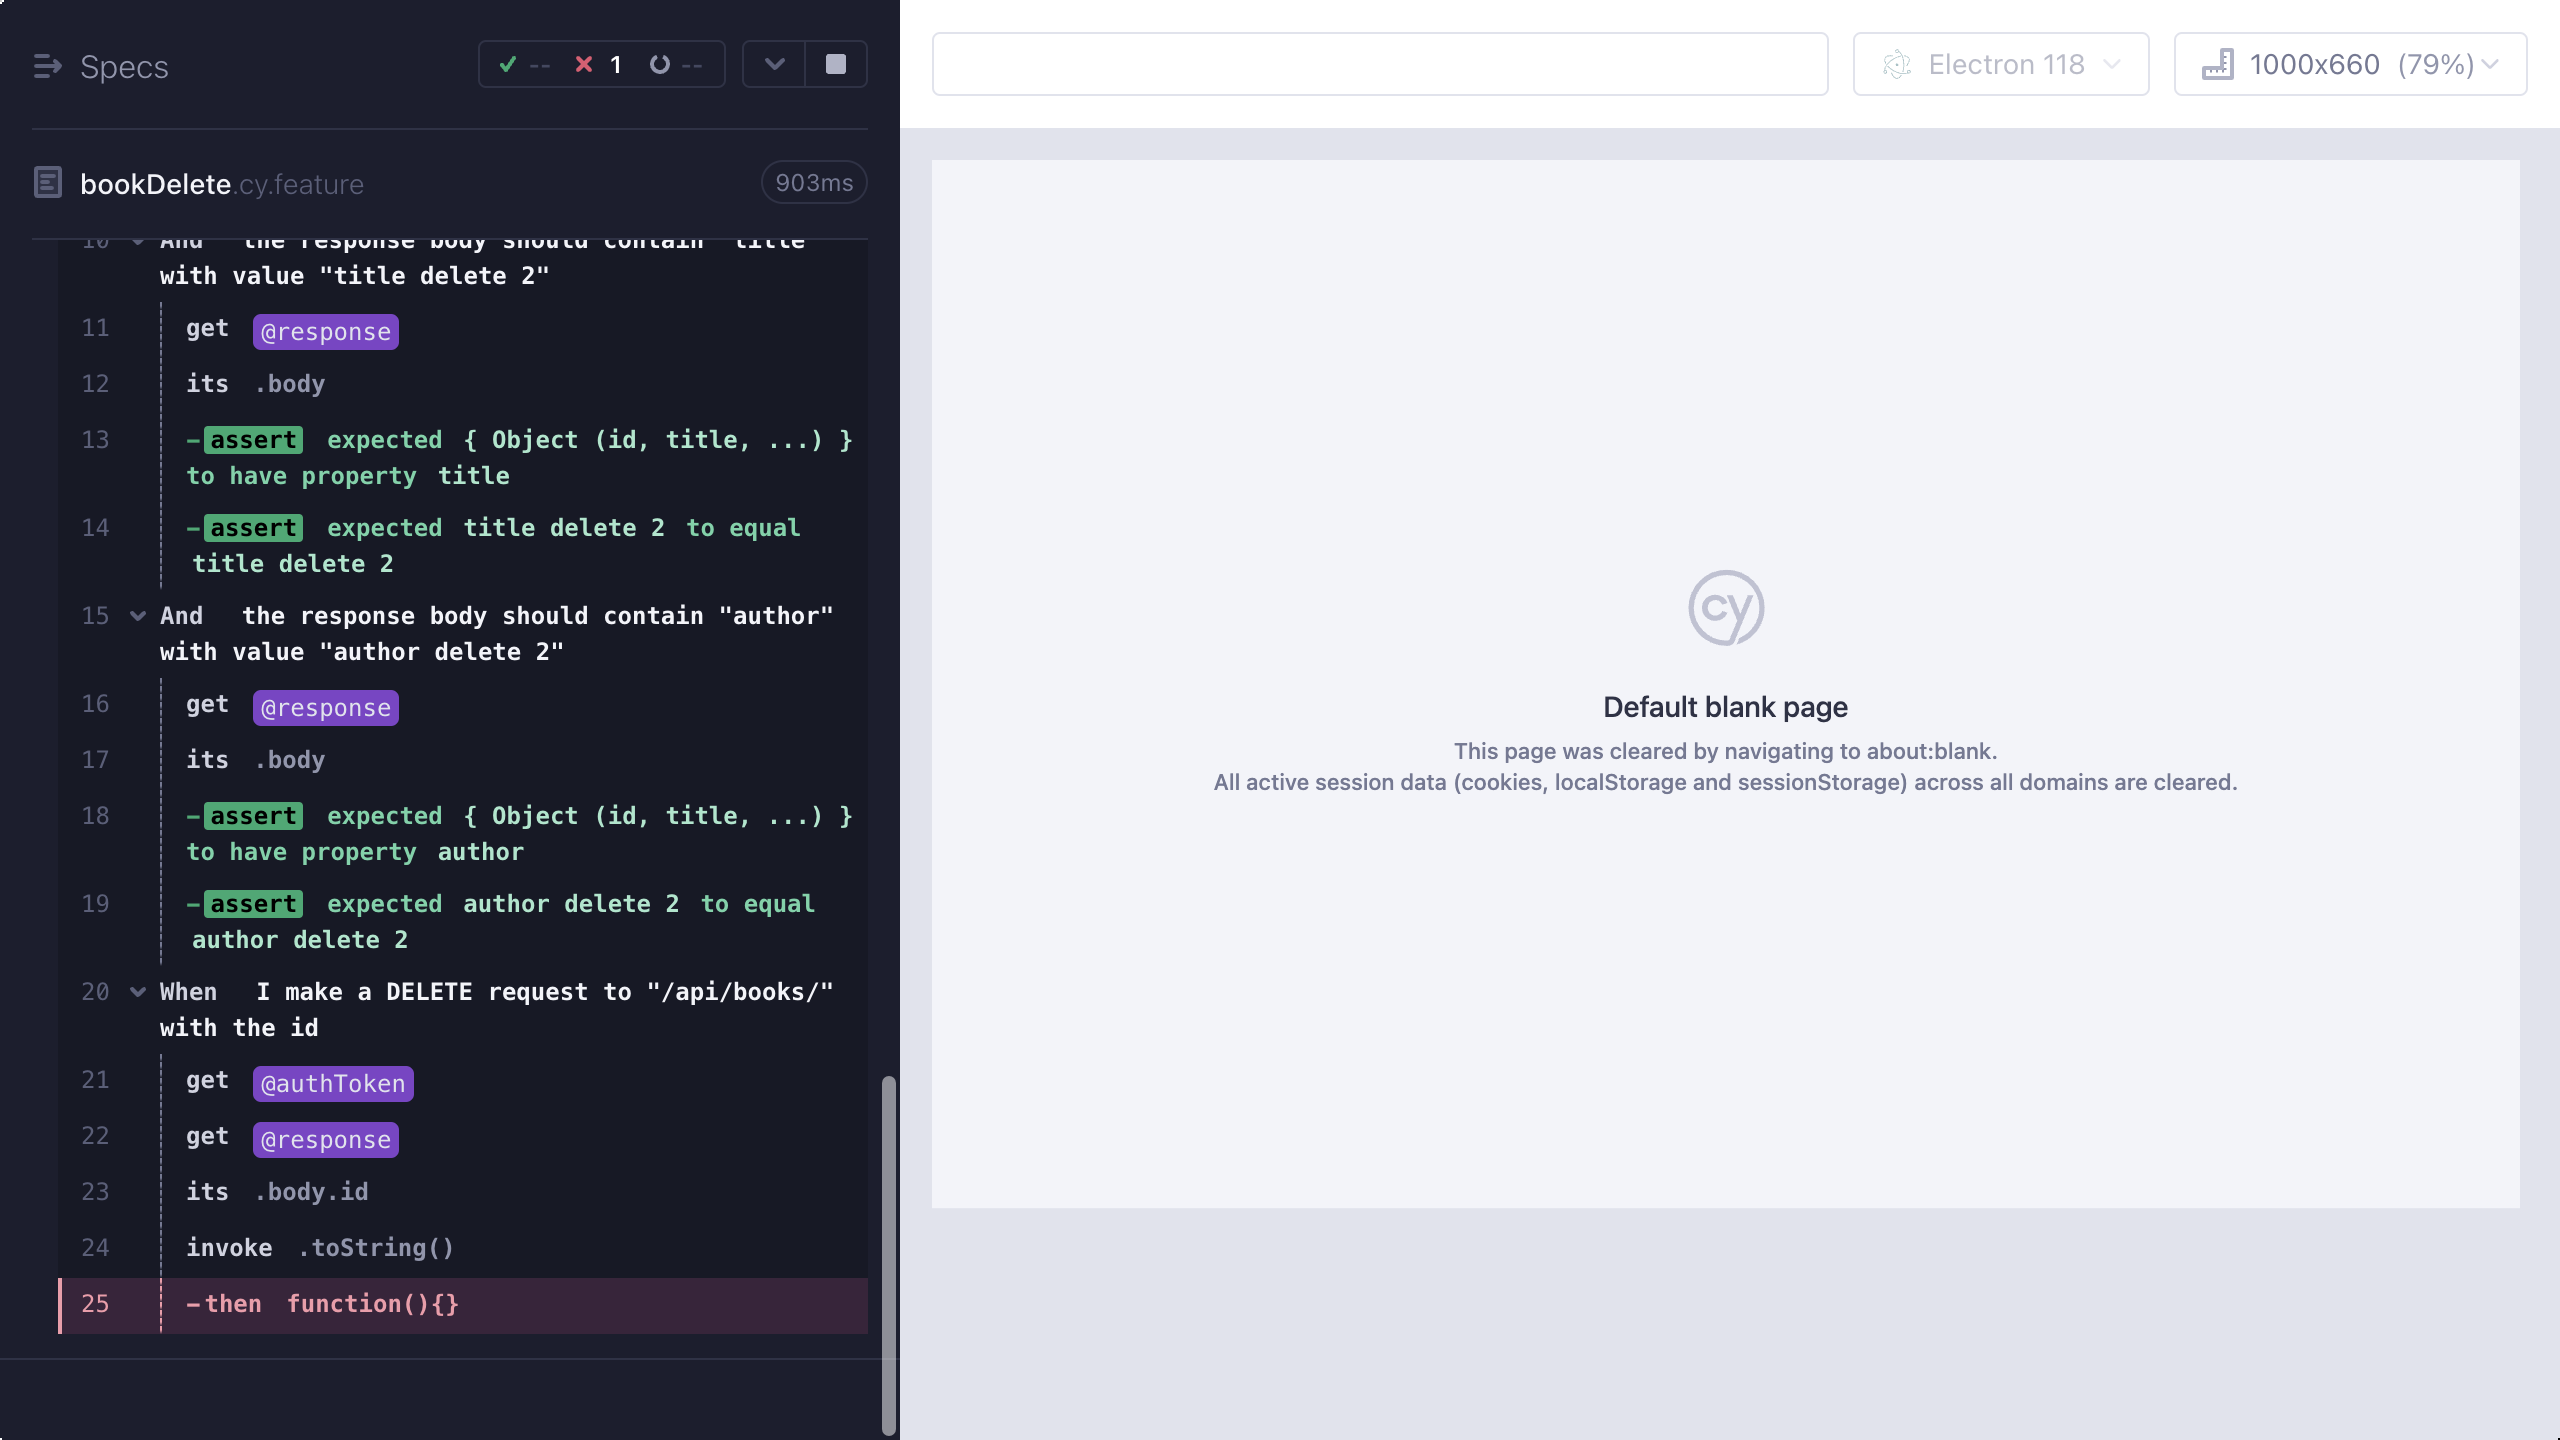 Specs
--
1
--
bookDelete.cy.feature
903ms
10 And the response body should contain "title"
with value "title delete 2"
11 get @response
12 its .body
13 -assert expected { Object (id, title, ...) }
to have property title
14 -assert expected title delete 2 to equal
title delete 2
15 And the response body should contain "author"
with value "author delete 2"
16 get @response
17 its .body
18 -assert expected { Object (id, title, ...) }
to have property author
19 -assert expected author delete 2 to equal
author delete 2
20 When I make a DELETE request to "/api/books/"
with the id
21 get @authToken
22 get @response
23 its .body.id
24 invoke .toString()
25 -then function(){}
Electron 118
1000x660 (79%)
cy
Default blank page
This page was cleared by navigating to about:blank.
All active session data (cookies, localStorage and sessionStorage) across all domains are cleared.